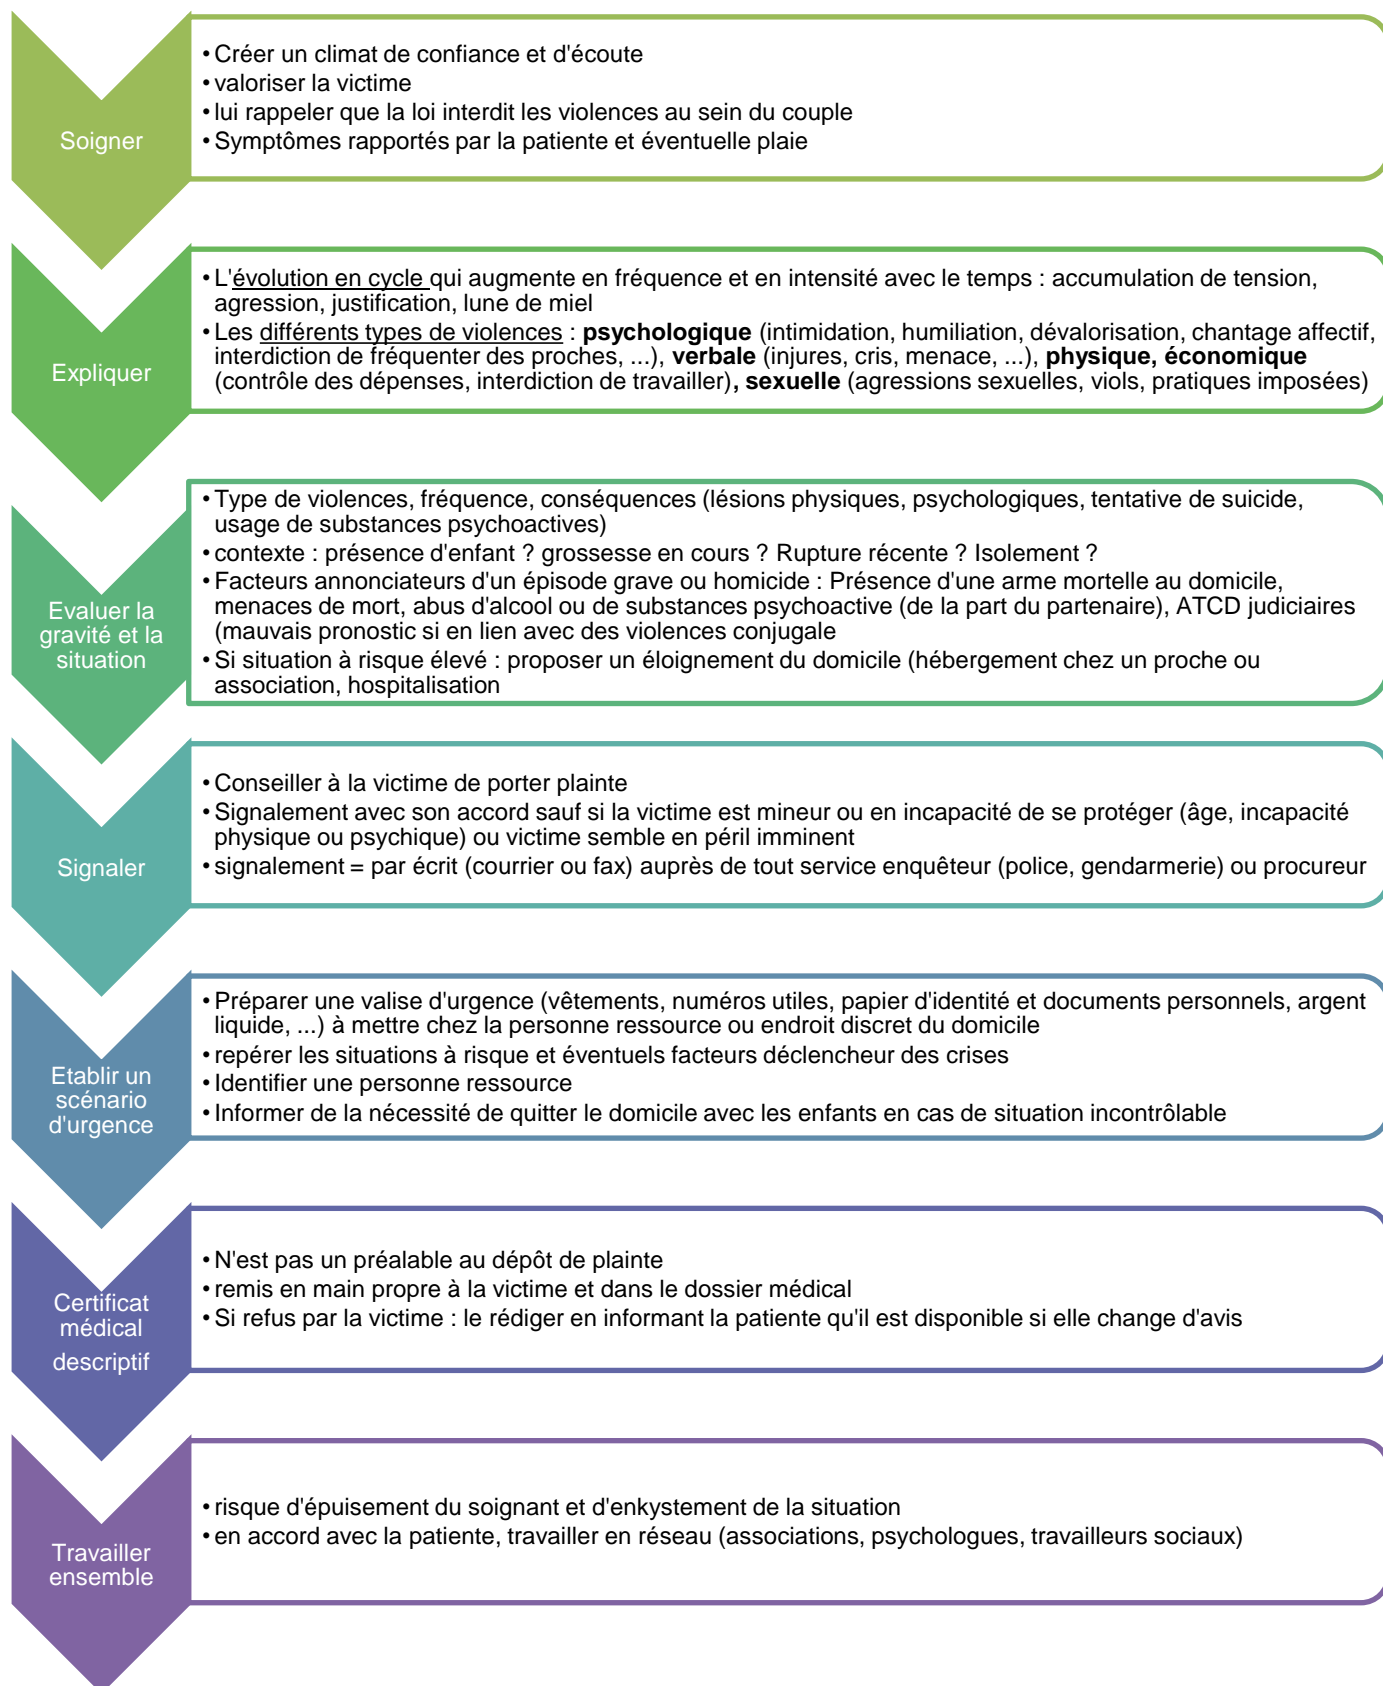 Soigner
• Créer un climat de confiance et d'écoute
• valoriser la victime
• lui rappeler que la loi interdit les violences au sein du couple
• Symptômes rapportés par la patiente et éventuelle plaie
Expliquer
• L'évolution en cycle qui augmente en fréquence et en intensité avec le temps : accumulation de tension,
agression, justification, lune de miel
• Les différents types de violences : psychologique (intimidation, humiliation, dévalorisation, chantage affectif,
interdiction de fréquenter des proches, ...), verbale (injures, cris, menace, ...), physique, économique
(contrôle des dépenses, interdiction de travailler), sexuelle (agressions sexuelles, viols, pratiques imposées)
Evaluer la
gravité et la
situation
• Type de violences, fréquence, conséquences (lésions physiques, psychologiques, tentative de suicide,
usage de substances psychoactives)
• contexte : présence d'enfant ? grossesse en cours ? Rupture récente ? Isolement ?
• Facteurs annonciateurs d'un épisode grave ou homicide : Présence d'une arme mortelle au domicile,
menaces de mort, abus d'alcool ou de substances psychoactive (de la part du partenaire), ATCD judiciaires
(mauvais pronostic si en lien avec des violences conjugale
• Si situation à risque élevé : proposer un éloignement du domicile (hébergement chez un proche ou
association, hospitalisation
Signaler
• Conseiller à la victime de porter plainte
• Signalement avec son accord sauf si la victime est mineur ou en incapacité de se protéger (âge, incapacité
physique ou psychique) ou victime semble en péril imminent
• signalement = par écrit (courrier ou fax) auprès de tout service enquêteur (police, gendarmerie) ou procureur
Etablir un
scénario
d'urgence
• Préparer une valise d'urgence (vêtements, numéros utiles, papier d'identité et documents personnels, argent
liquide, ...) à mettre chez la personne ressource ou endroit discret du domicile
• repérer les situations à risque et éventuels facteurs déclencheur des crises
• Identifier une personne ressource
• Informer de la nécessité de quitter le domicile avec les enfants en cas de situation incontrôlable
Certificat
médical
descriptif
• N'est pas un préalable au dépôt de plainte
• remis en main propre à la victime et dans le dossier médical
• Si refus par la victime : le rédiger en informant la patiente qu'il est disponible si elle change d'avis
Travailler
ensemble
• risque d'épuisement du soignant et d'enkystement de la situation
• en accord avec la patiente, travailler en réseau (associations, psychologues, travailleurs sociaux)